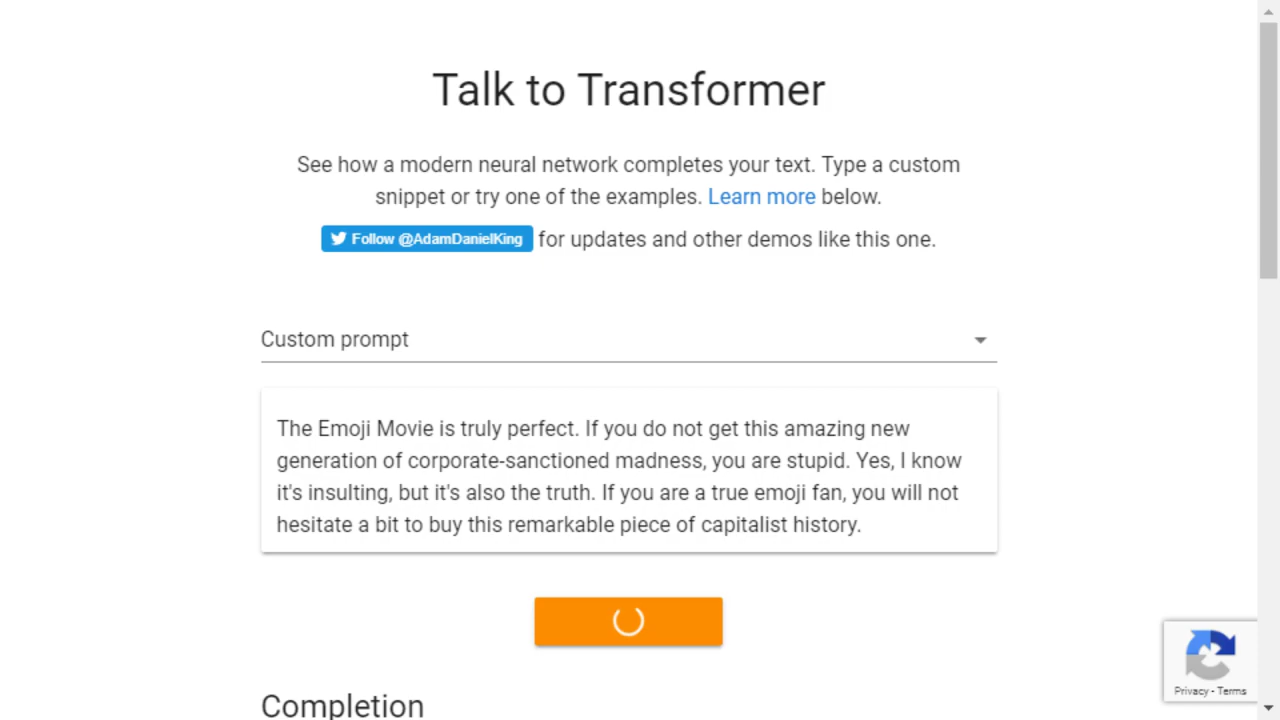 Talk to Transformer
See how a modern neural network completes your text. Type a custom
snippet or try one of the examples. Learn more below.
Follow @AdamDanielKing for updates and other demos like this one.
Custom prompt
The Emoji Movie is truly perfect. If you do not get this amazing new
generation of corporate-sanctioned madness, you are stupid. Yes, I know
it's insulting, but it's also the truth. If you are a true emoji fan, you will not
hesitate a bit to buy this remarkable piece of capitalist history.
Privacy - Terms
Completion